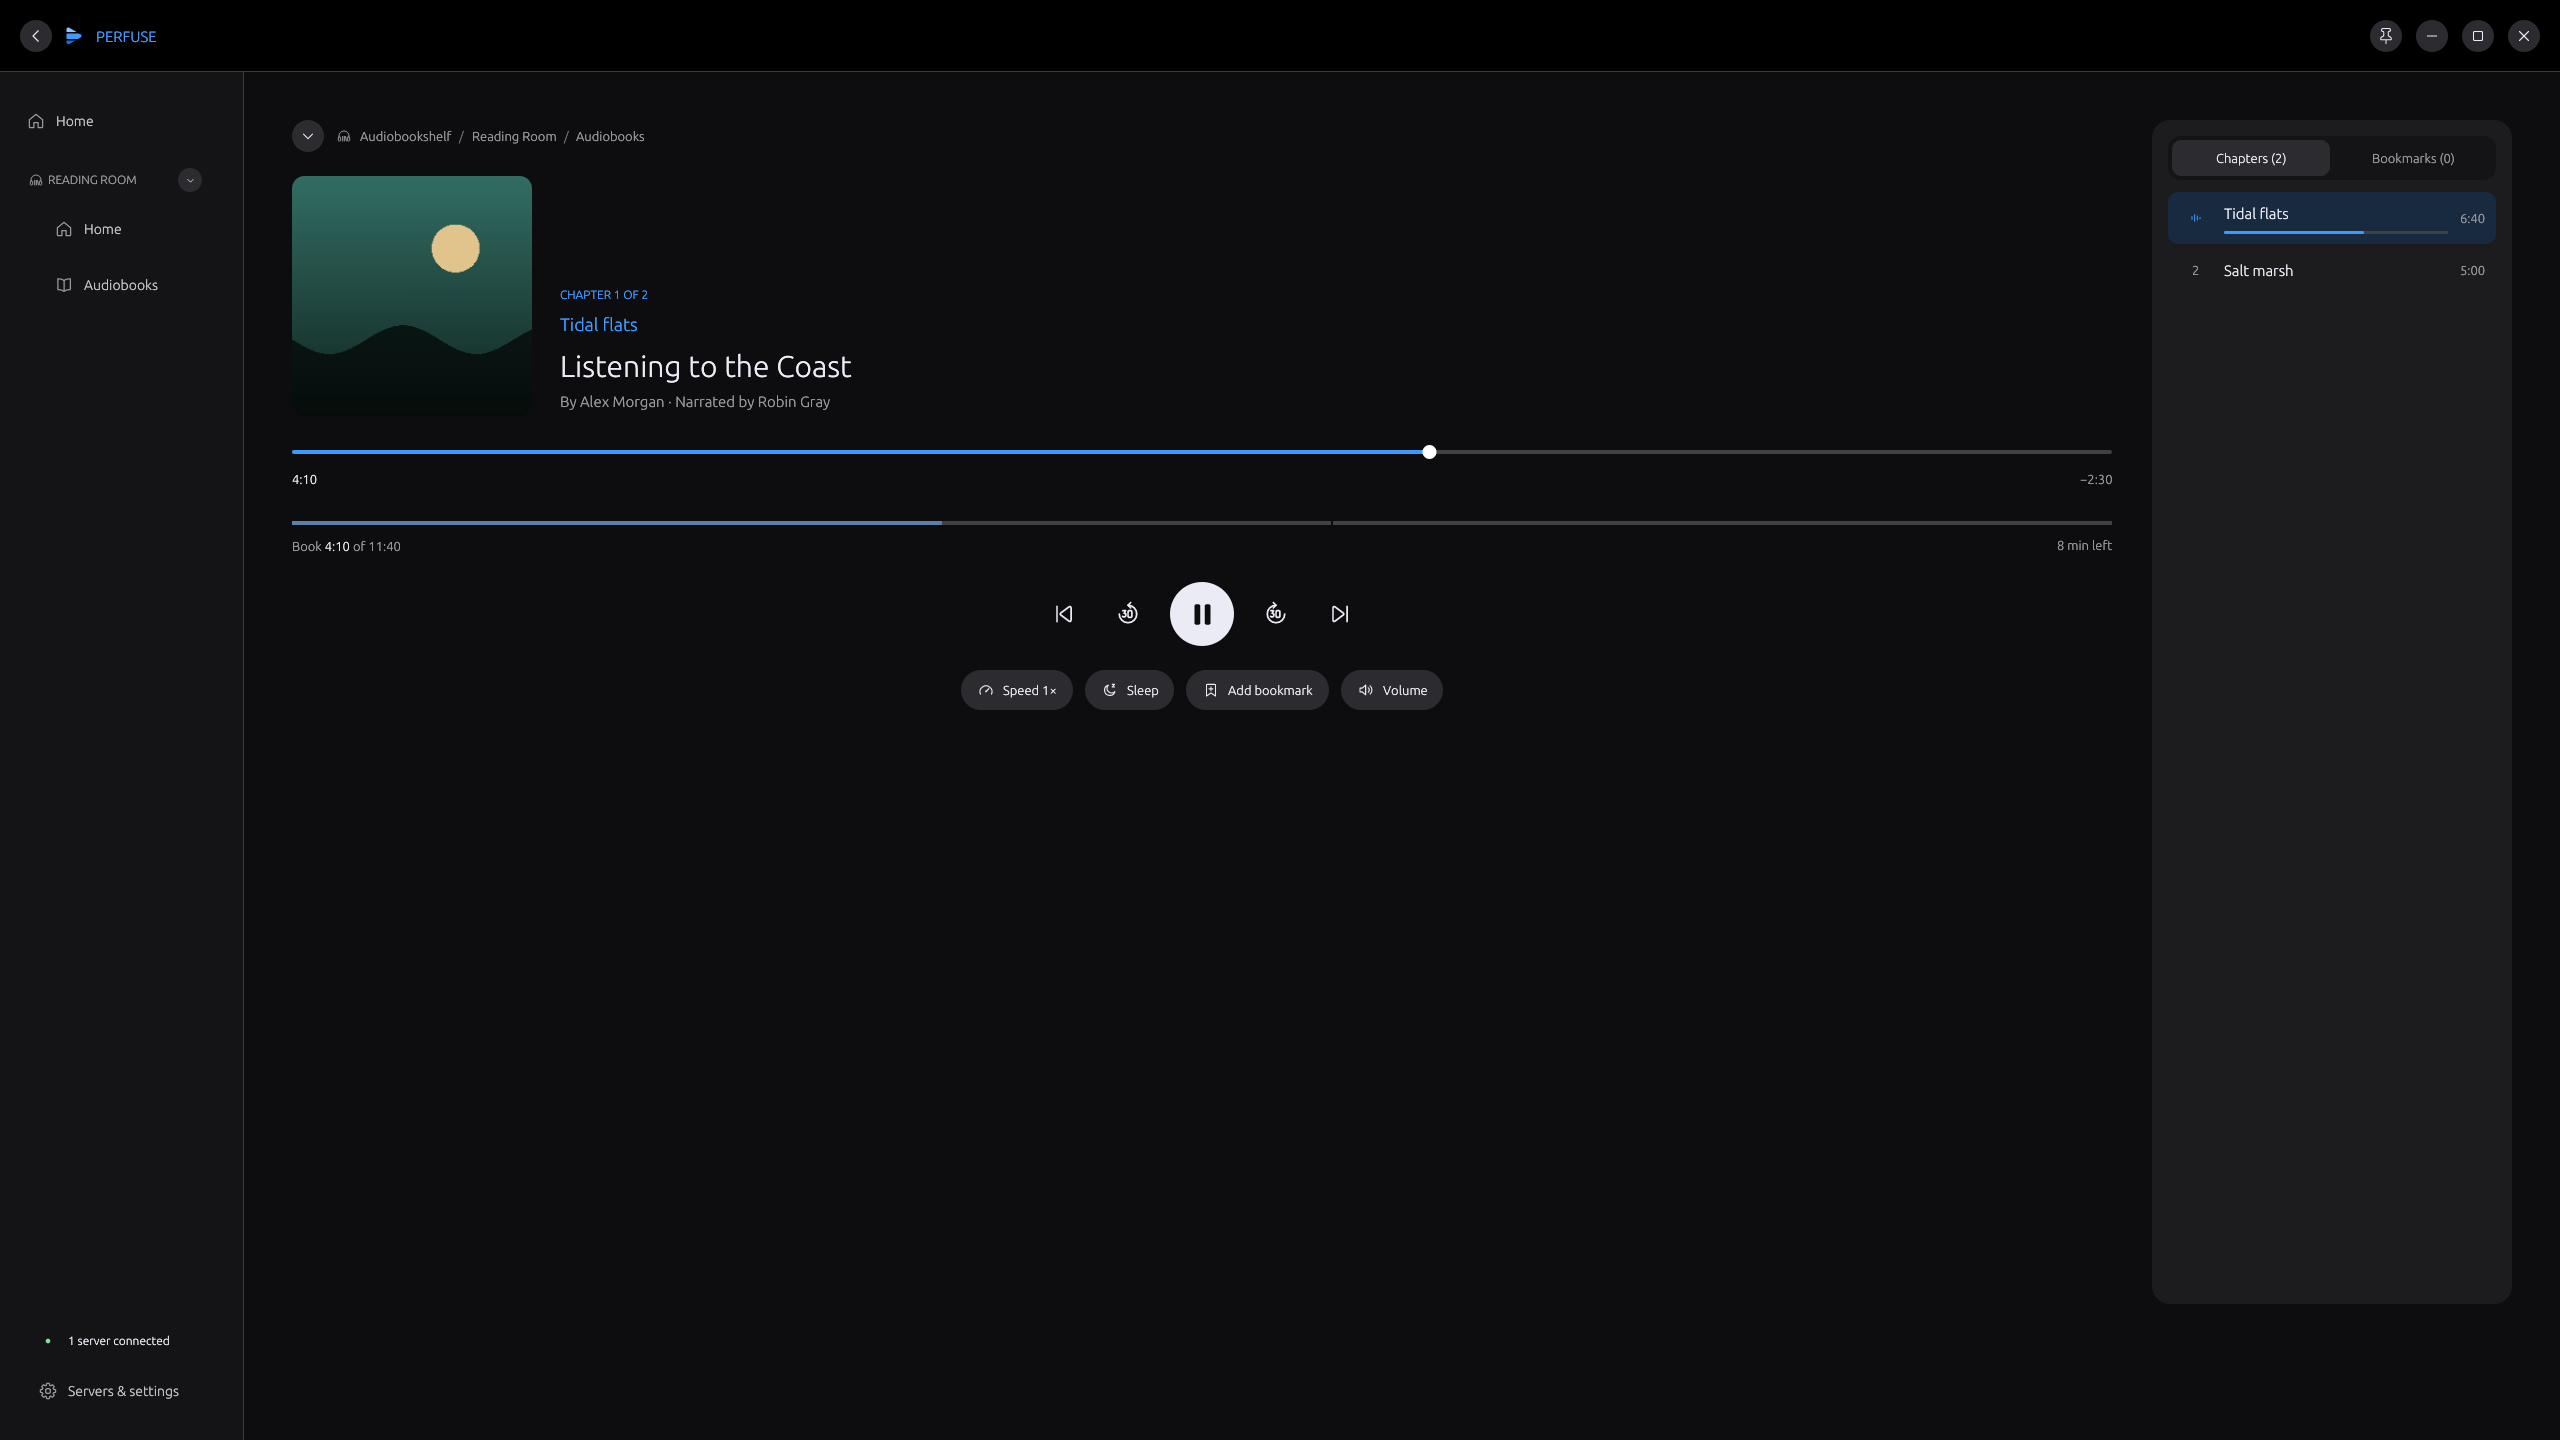 PERFUSE
Home
READING ROOM
Home
Audiobooks
1 server connected
Servers & settings
Audiobookshelf / Reading Room / Audiobooks
CHAPTER 1 OF 2
Tidal flats
Listening to the Coast
By Alex Morgan · Narrated by Robin Gray
4:10
−2:30
Book 4:10 of 11:40
8 min left
30
30
Speed 1×
Sleep
Add bookmark
Volume
Chapters (2)
Bookmarks (0)
Tidal flats
6:40
2
Salt marsh
5:00